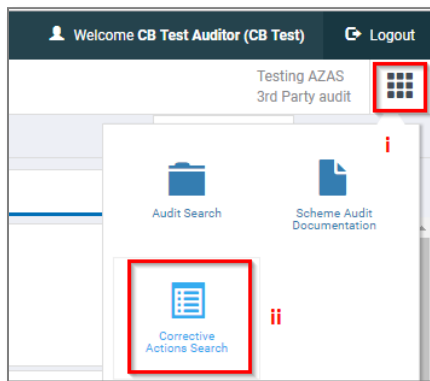 Welcome CB Test Auditor (CB Test) Logout
Testing AZAS
3rd Party audit
i
Audit Search
Scheme Audit
Documentation
Corrective
Actions Search
ii